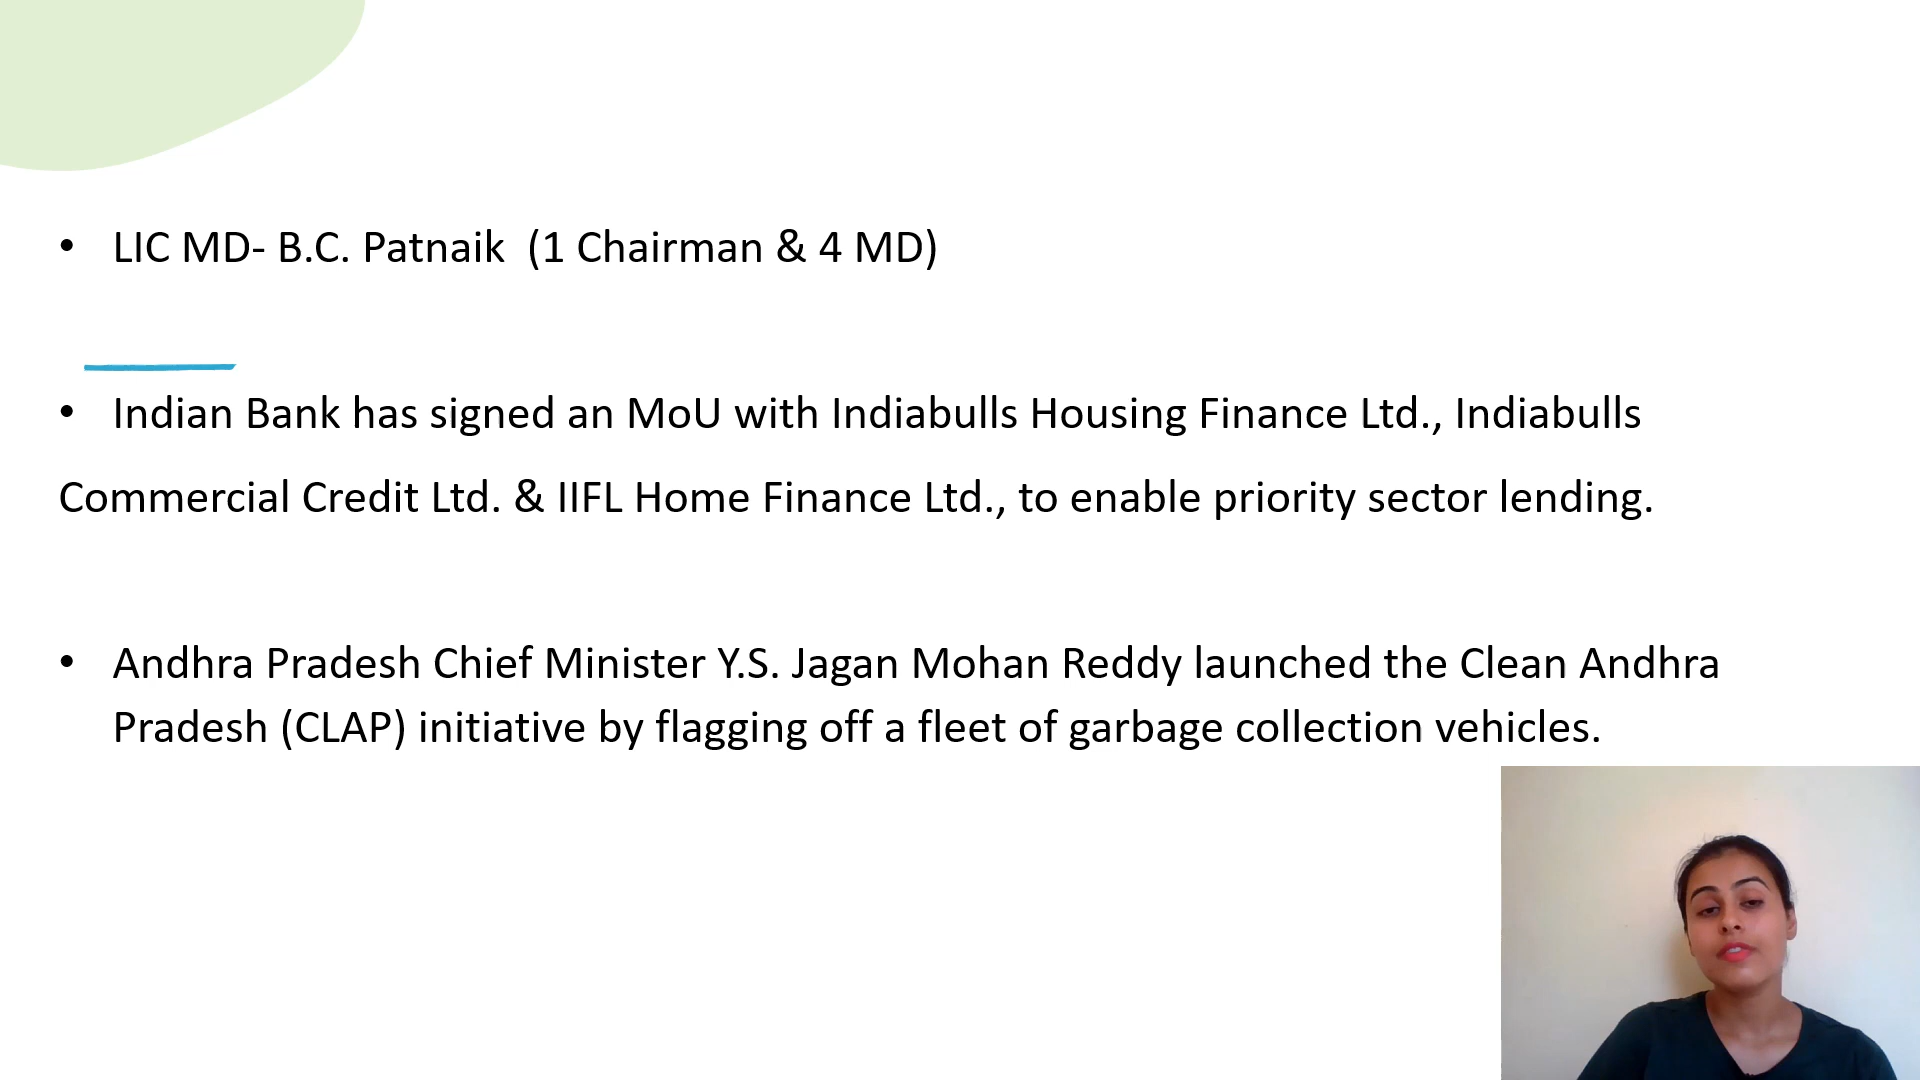 • LIC MD- B.C. Patnaik  (1 Chairman & 4 MD)
• Indian Bank has signed an MoU with Indiabulls Housing Finance Ltd., Indiabulls
Commercial Credit Ltd. & IIFL Home Finance Ltd., to enable priority sector lending.
• Andhra Pradesh Chief Minister Y.S. Jagan Mohan Reddy launched the Clean Andhra
Pradesh (CLAP) initiative by flagging off a fleet of garbage collection vehicles.